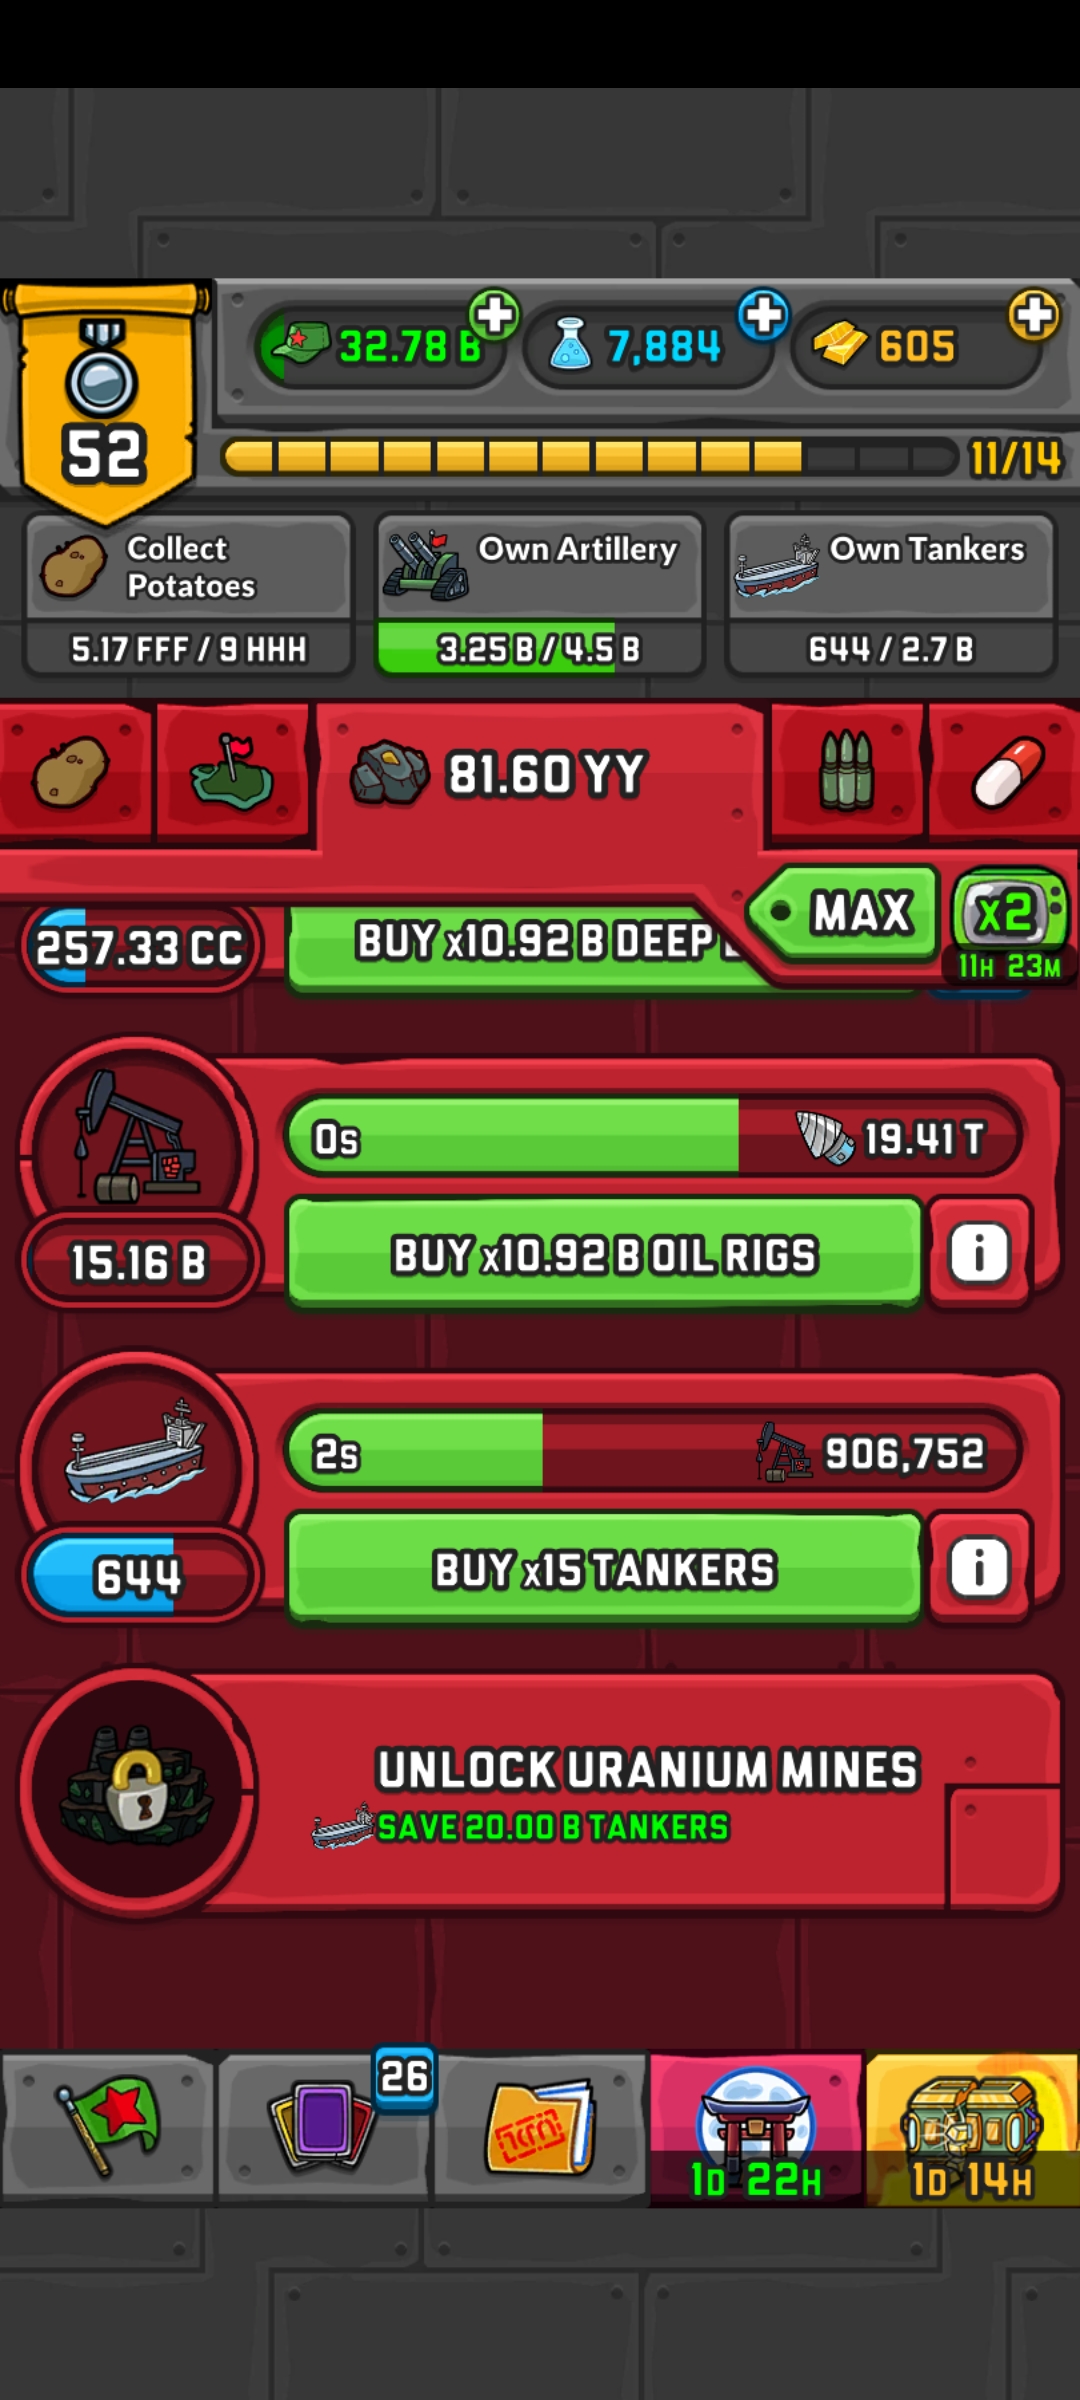 32.78 B
7,884
605
52
11/14
Collect
Potatoes
5.17 FFF / 9 HHH
Own Artillery
3.25 B / 4.5 B
Own Tankers
644 / 2.7 B
81.60 YY
MAX
x2
11H 23M
257.33 CC
BUY x10.92 B DEEP
0s
19.41 T
15.16 B
BUY x10.92 B OIL RIGS
i
2s
906,752
644
BUY x15 TANKERS
i
UNLOCK URANIUM MINES
SAVE 20.00 B TANKERS
26
1D 22H
1D 14H